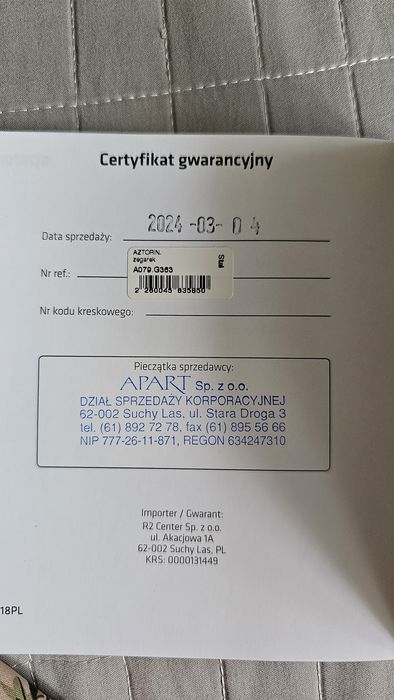 Certyfikat gwarancyjny
Data sprzedaży: 2024 -03- 04
AZTORIN.
zegarek
Stal
Nr ref.: A079.G363
2 260045 835850
Nr kodu kreskowego:
Pieczątka sprzedawcy:
APART Sp. z o.o.
DZIAŁ SPRZEDAŻY KORPORACYJNEJ
62-002 Suchy Las, ul. Stara Droga 3
tel. (61) 892 72 78, fax (61) 895 56 66
NIP 777-26-11-871, REGON 634247310
Importer / Gwarant:
R2 Center Sp. z o.o.
ul. Akacjowa 1A
62-002 Suchy Las, PL
KRS: 0000131449
18PL